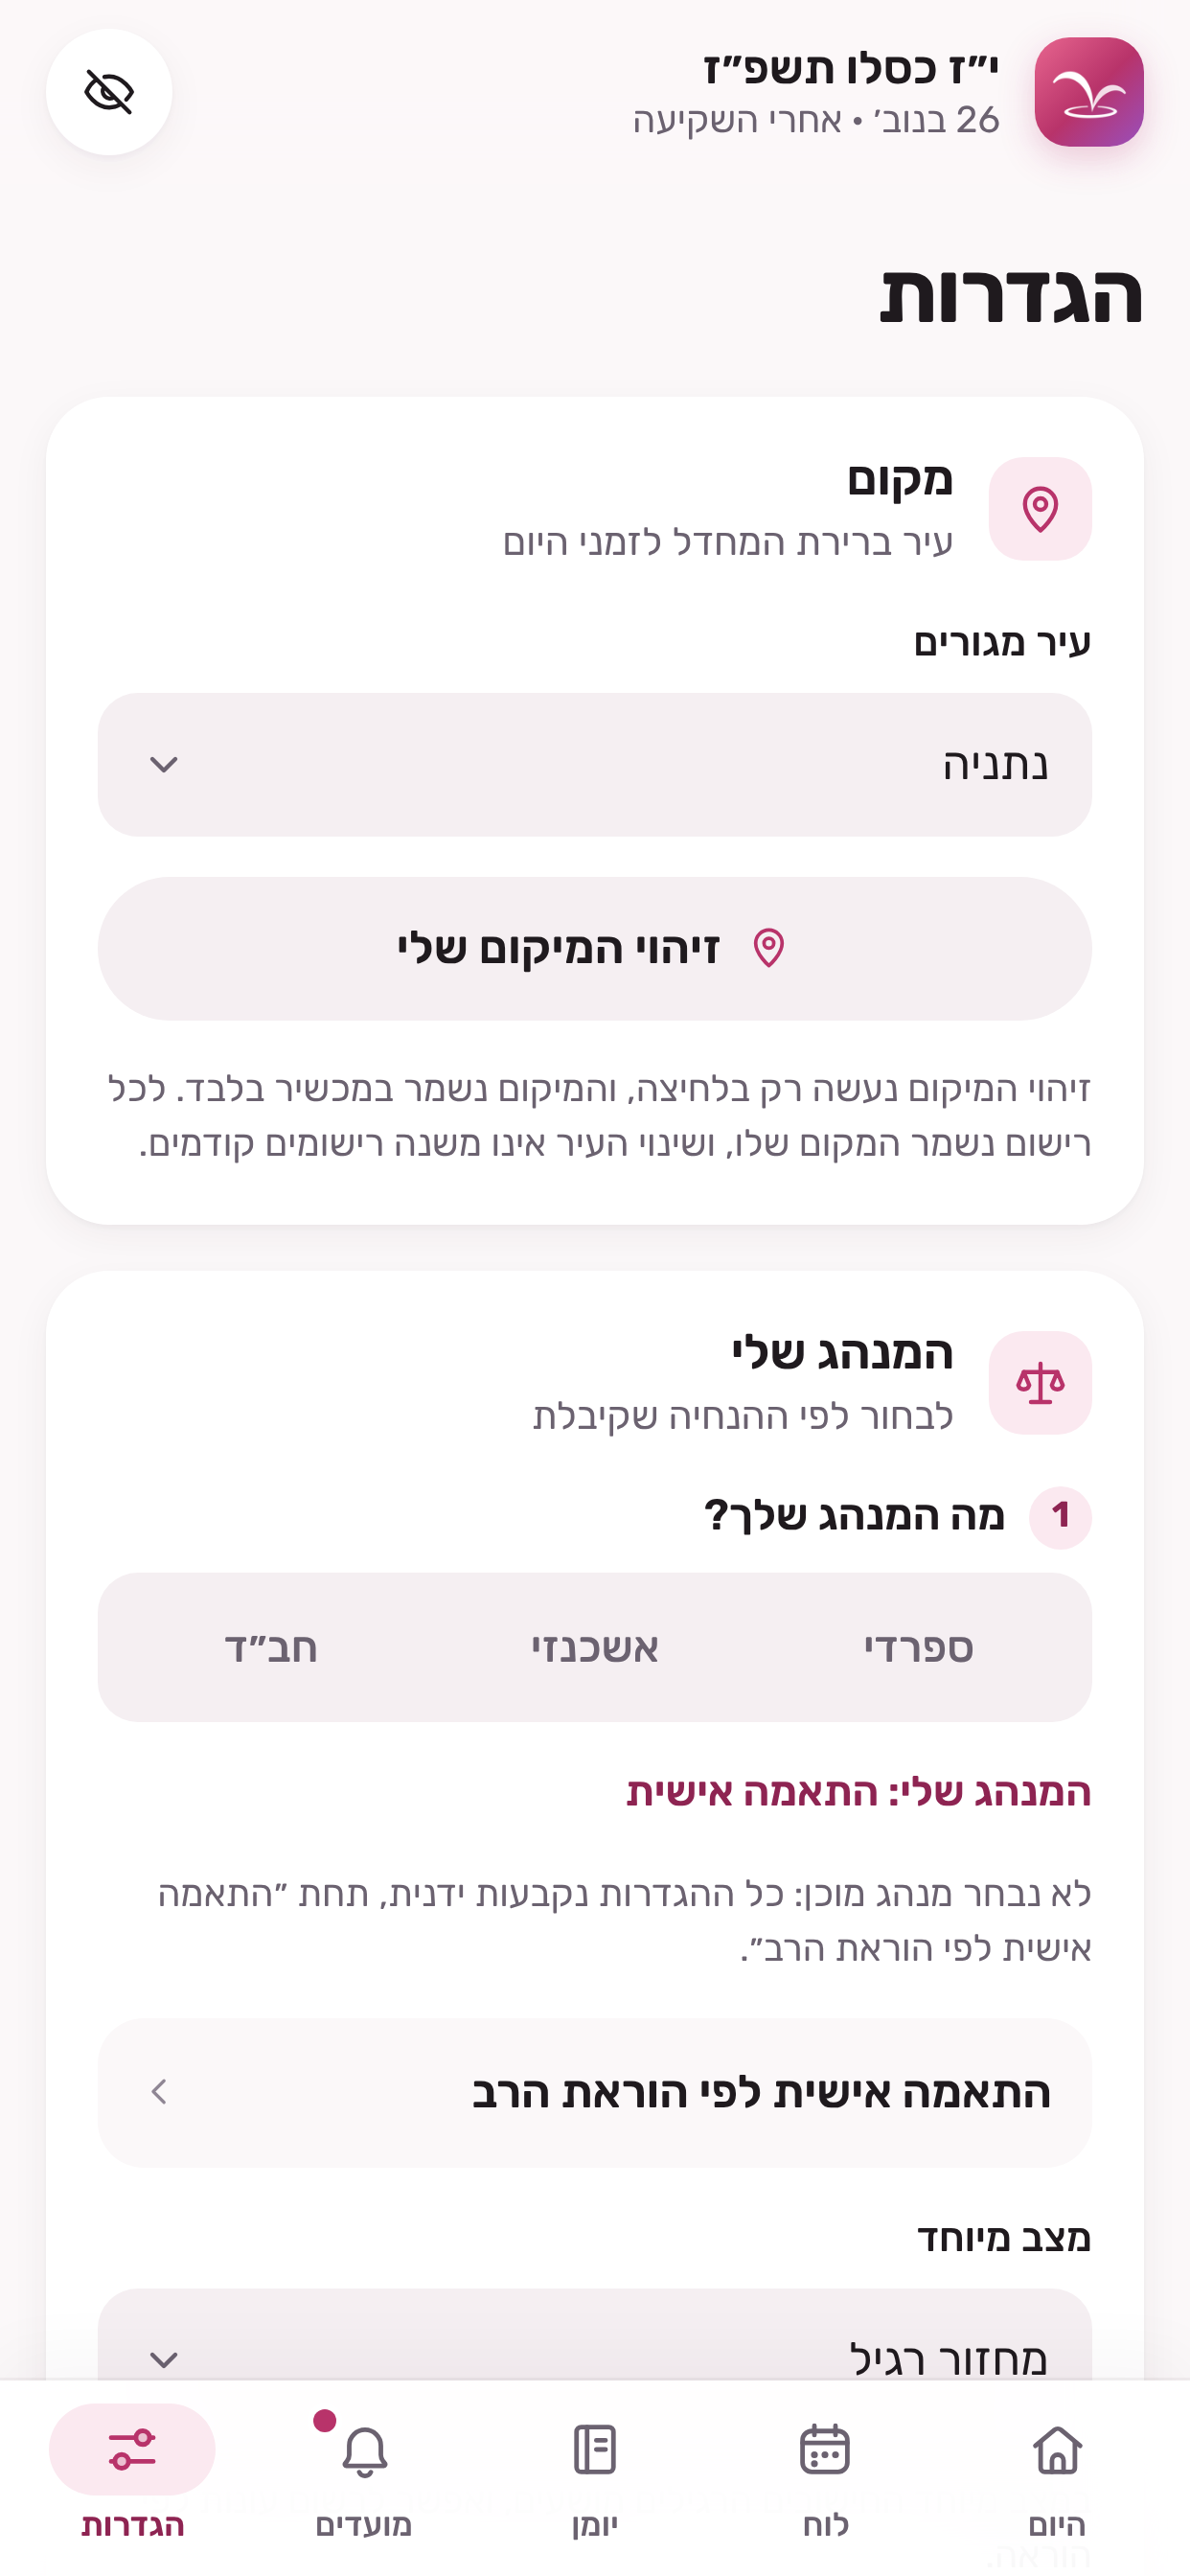 י״ז כסלו תשפ״ז
26 בנוב׳ • אחרי השקיעה
הגדרות
מקום
עיר ברירת המחדל לזמני היום
עיר מגורים
נתניה
זיהוי המיקום שלי
זיהוי המיקום נעשה רק בלחיצה, והמיקום נשמר במכשיר בלבד. לכל
רישום נשמר המקום שלו, ושינוי העיר אינו משנה רישומים קודמים.
המנהג שלי
לבחור לפי ההנחיה שקיבלת
1 מה המנהג שלך?
ספרדי אשכנזי חב״ד
המנהג שלי: התאמה אישית
לא נבחר מנהג מוכן: כל ההגדרות נקבעות ידנית, תחת ״התאמה
אישית לפי הוראת הרב״.
התאמה אישית לפי הוראת הרב
מצב מיוחד
מחזור רגיל
היום לוח יומן מועדים הגדרות
הוראה.